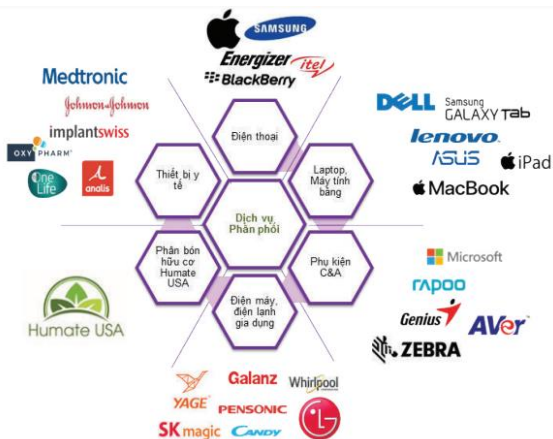 SAMSUNG
Energizer
itel
BlackBerry
Điện thoại
DELL
Samsung
GALAXY Tab
lenovo.
ASUS
iPad
MacBook
Laptop,
Máy tính
bảng
Microsoft
rapoo
Genius
AVer
ZEBRA
Phụ kiện
C&A
Điện máy,
điện lạnh
gia dụng
YAGE
Galanz
Whirlpool
PENSONIC
SK magic
CANDY
LG
Phân bón
hữu cơ
Humate
USA
Humate USA
Thiết bị y
tế
Medtronic
Johnson-Johnson
implantswiss
OXY PHARM
One
Life
analis
Dịch vụ
Phân phối